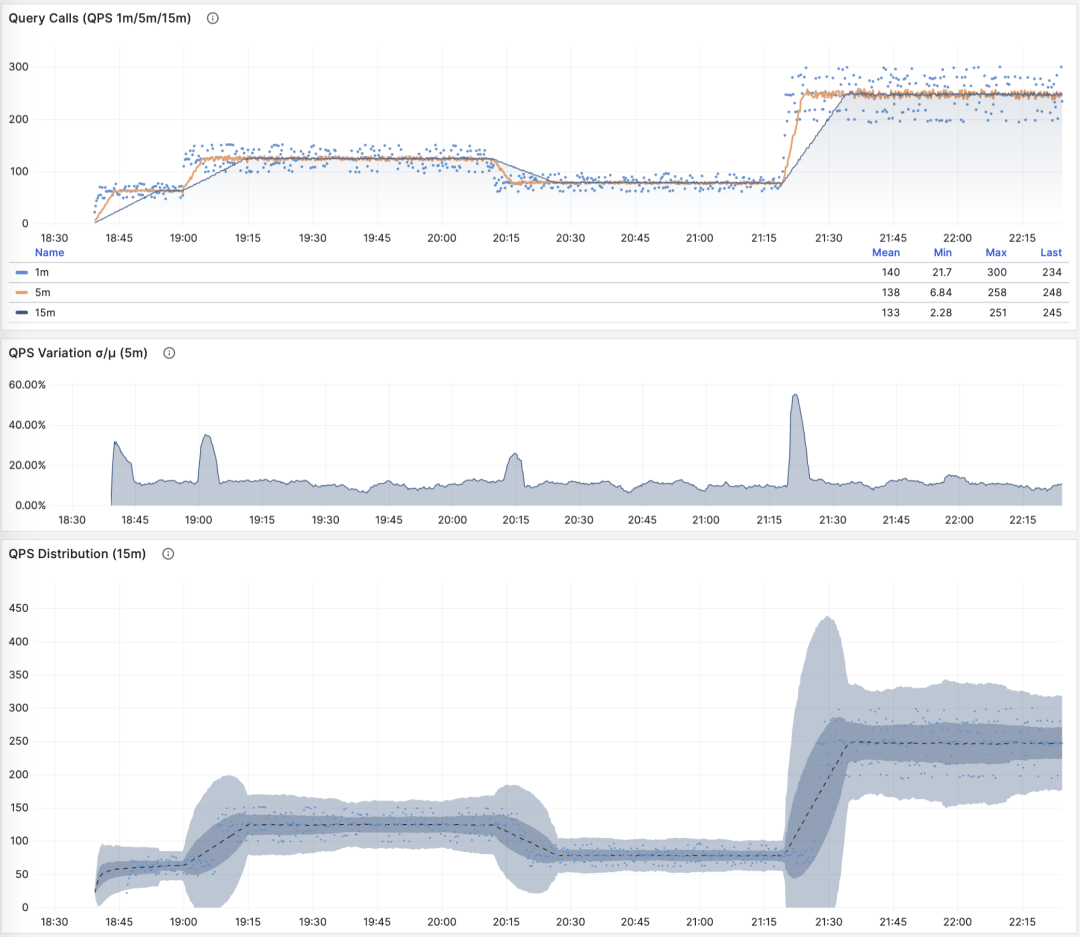 Query Calls (QPS 1m/5m/15m)
300
200
100
0
18:30 18:45 19:00 19:15 19:30 19:45 20:00 20:15 20:30 20:45 21:00 21:15 21:30 21:45 22:00 22:15
Name Mean Min Max Last
1m 140 21.7 300 234
5m 138 6.84 258 248
15m 133 2.28 251 245
QPS Variation σ/μ (5m)
60.00%
40.00%
20.00%
0.00%
18:30 18:45 19:00 19:15 19:30 19:45 20:00 20:15 20:30 20:45 21:00 21:15 21:30 21:45 22:00 22:15
QPS Distribution (15m)
450
400
350
300
250
200
150
100
50
0
18:30 18:45 19:00 19:15 19:30 19:45 20:00 20:15 20:30 20:45 21:00 21:15 21:30 21:45 22:00 22:15